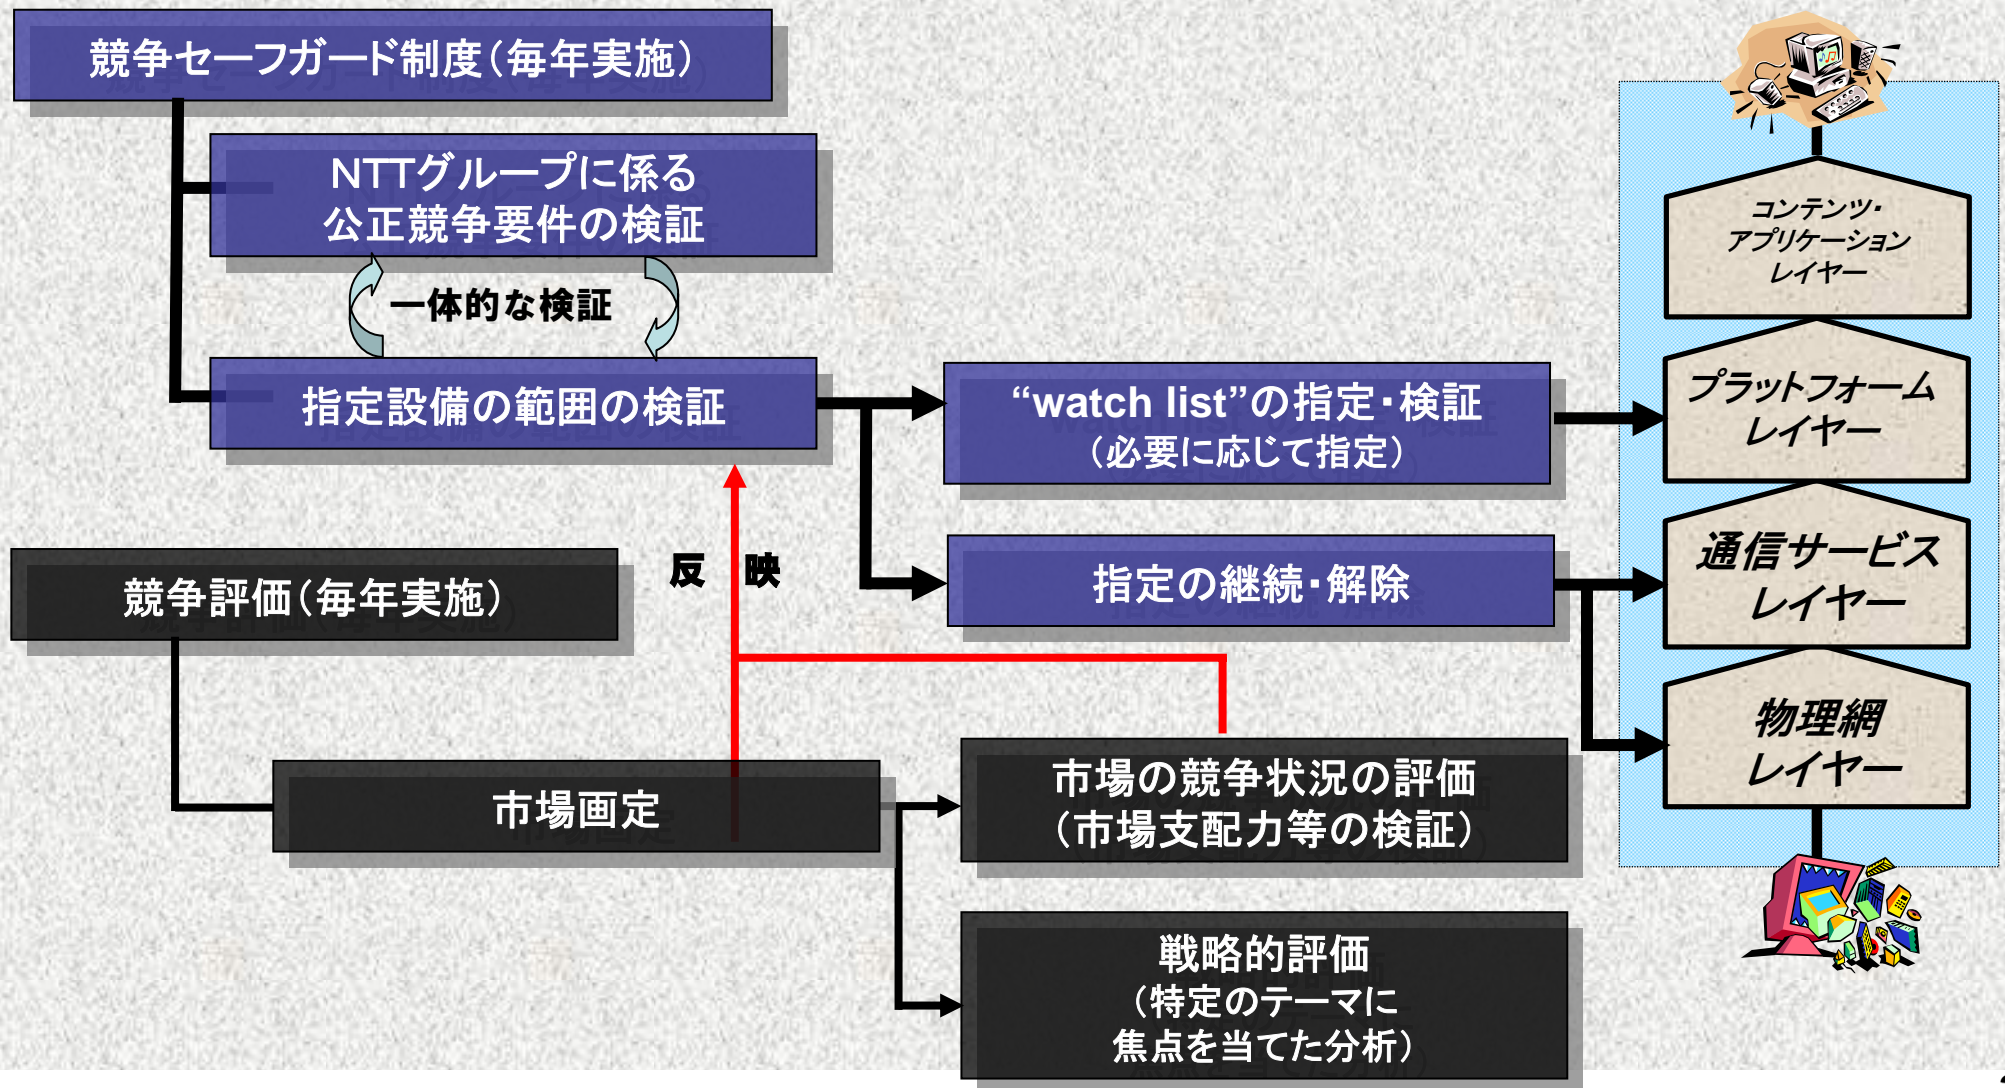 競争セーフガード制度（毎年実施）
NTTグループに係る
公正競争要件の検証
一体的な検証
指定設備の範囲の検証
“watch list”の指定・検証
（必要に応じて指定）
指定の継続・解除
反　映
競争評価（毎年実施）
市場画定
市場の競争状況の評価
（市場支配力等の検証）
戦略的評価
（特定のテーマに
焦点を当てた分析）
コンテンツ・
アプリケーション
レイヤー
プラットフォーム
レイヤー
通信サービス
レイヤー
物理網
レイヤー